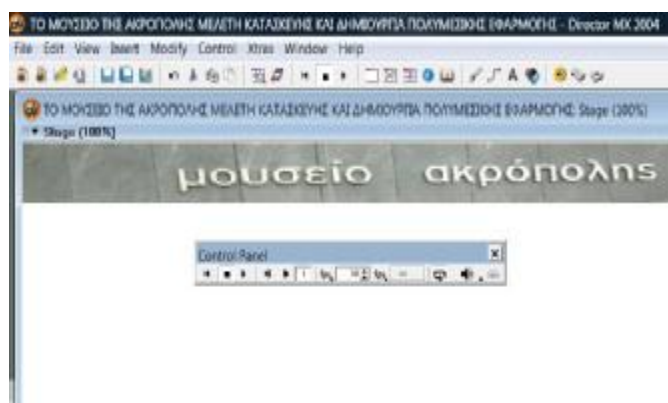 ΤΟ ΜΟΥΣΕΙΟ ΤΗΣ ΑΚΡΟΠΟΛΗΣ ΜΕΛΕΤΗ ΚΑΤΑΣΚΕΥΗΣ ΚΑΙ ΔΗΜΙΟΥΡΓΙΑ ΠΟΛΥΜΕΣΙΚΗΣ ΕΦΑΡΜΟΓΗΣ - Director MX 2004
File Edit View Insert Modify Control Xtras Window Help
ΤΟ ΜΟΥΣΕΙΟ ΤΗΣ ΑΚΡΟΠΟΛΗΣ ΜΕΛΕΤΗ ΚΑΤΑΣΚΕΥΗΣ ΚΑΙ ΔΗΜΙΟΥΡΓΙΑ ΠΟΛΥΜΕΣΙΚΗΣ ΕΦΑΡΜΟΓΗΣ: Stage (100%)
Stage (100%)
μουσείο ακρόπολης
Control Panel